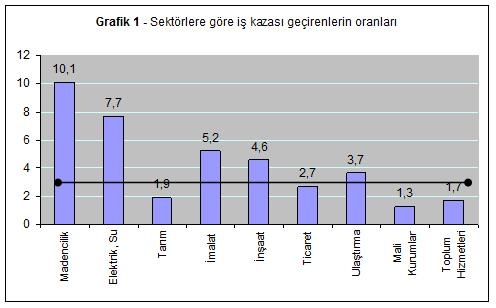 Grafik 1 - Sektörlere göre iş kazası geçirenlerin oranları
12
10
8
6
4
2
0
10,1
7,7
1,9
5,2
4,6
2,7
3,7
1,3
1,7
Madencilik
Elektrik, Su
Tarım
İmalat
İnşaat
Ticaret
Ulaştırma
Mali
Kurumlar
Toplum
Hizmetleri